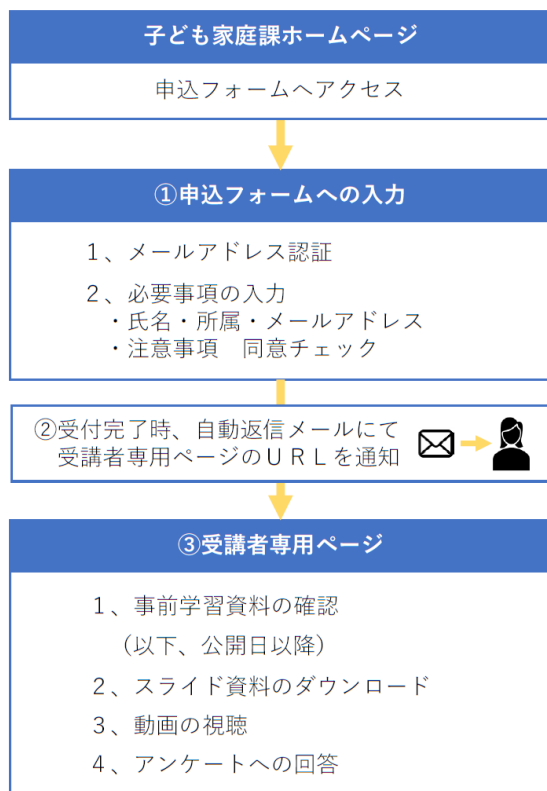 子ども家庭課ホームページ
申込フォームへアクセス
①申込フォームへの入力
１、メールアドレス認証
２、必要事項の入力
・氏名・所属・メールアドレス
・注意事項　同意チェック
②受付完了時、自動返信メールにて
受講者専用ページのＵＲＬを通知
③受講者専用ページ
１、事前学習資料の確認
（以下、公開日以降）
２、スライド資料のダウンロード
３、動画の視聴
４、アンケートへの回答